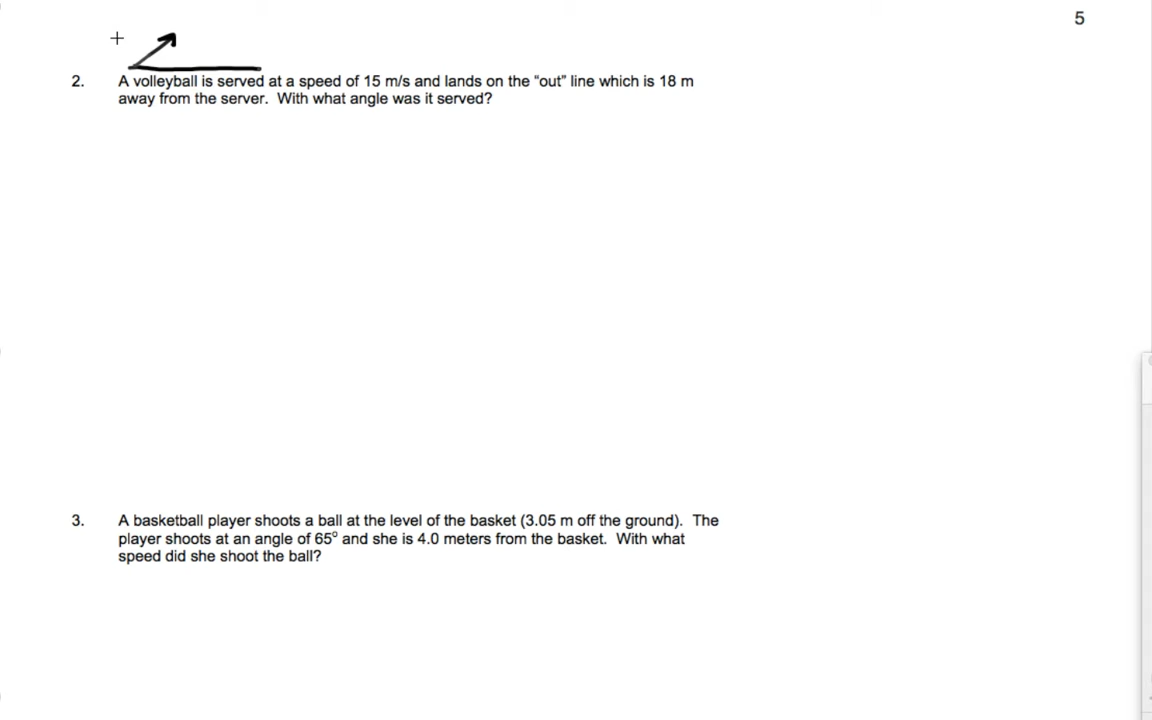 5
2. A volleyball is served at a speed of 15 m/s and lands on the “out” line which is 18 m
away from the server. With what angle was it served?
3. A basketball player shoots a ball at the level of the basket (3.05 m off the ground). The
player shoots at an angle of 65° and she is 4.0 meters from the basket. With what
speed did she shoot the ball?